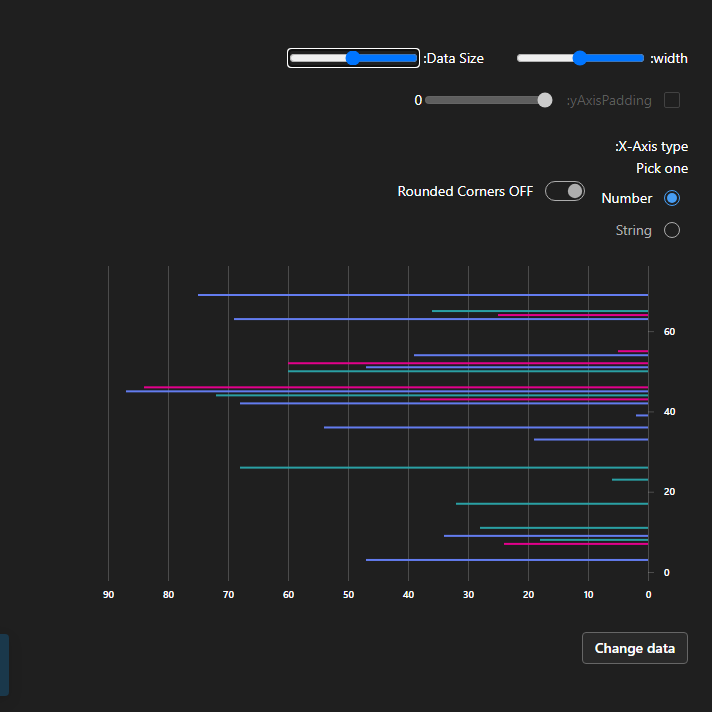 :width
:Data Size
:yAxisPadding
0
:X-Axis type
Pick one
Number
Rounded Corners OFF
String
60
40
20
0
90 80 70 60 50 40 30 20 10 0
Change data